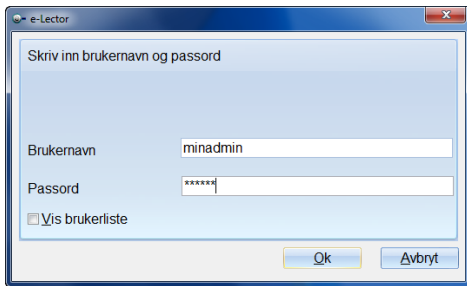 e-Lector
Skriv inn brukernavn og passord
Brukernavn
minadmin
Passord
******
Vis brukerliste
Ok
Avbryt